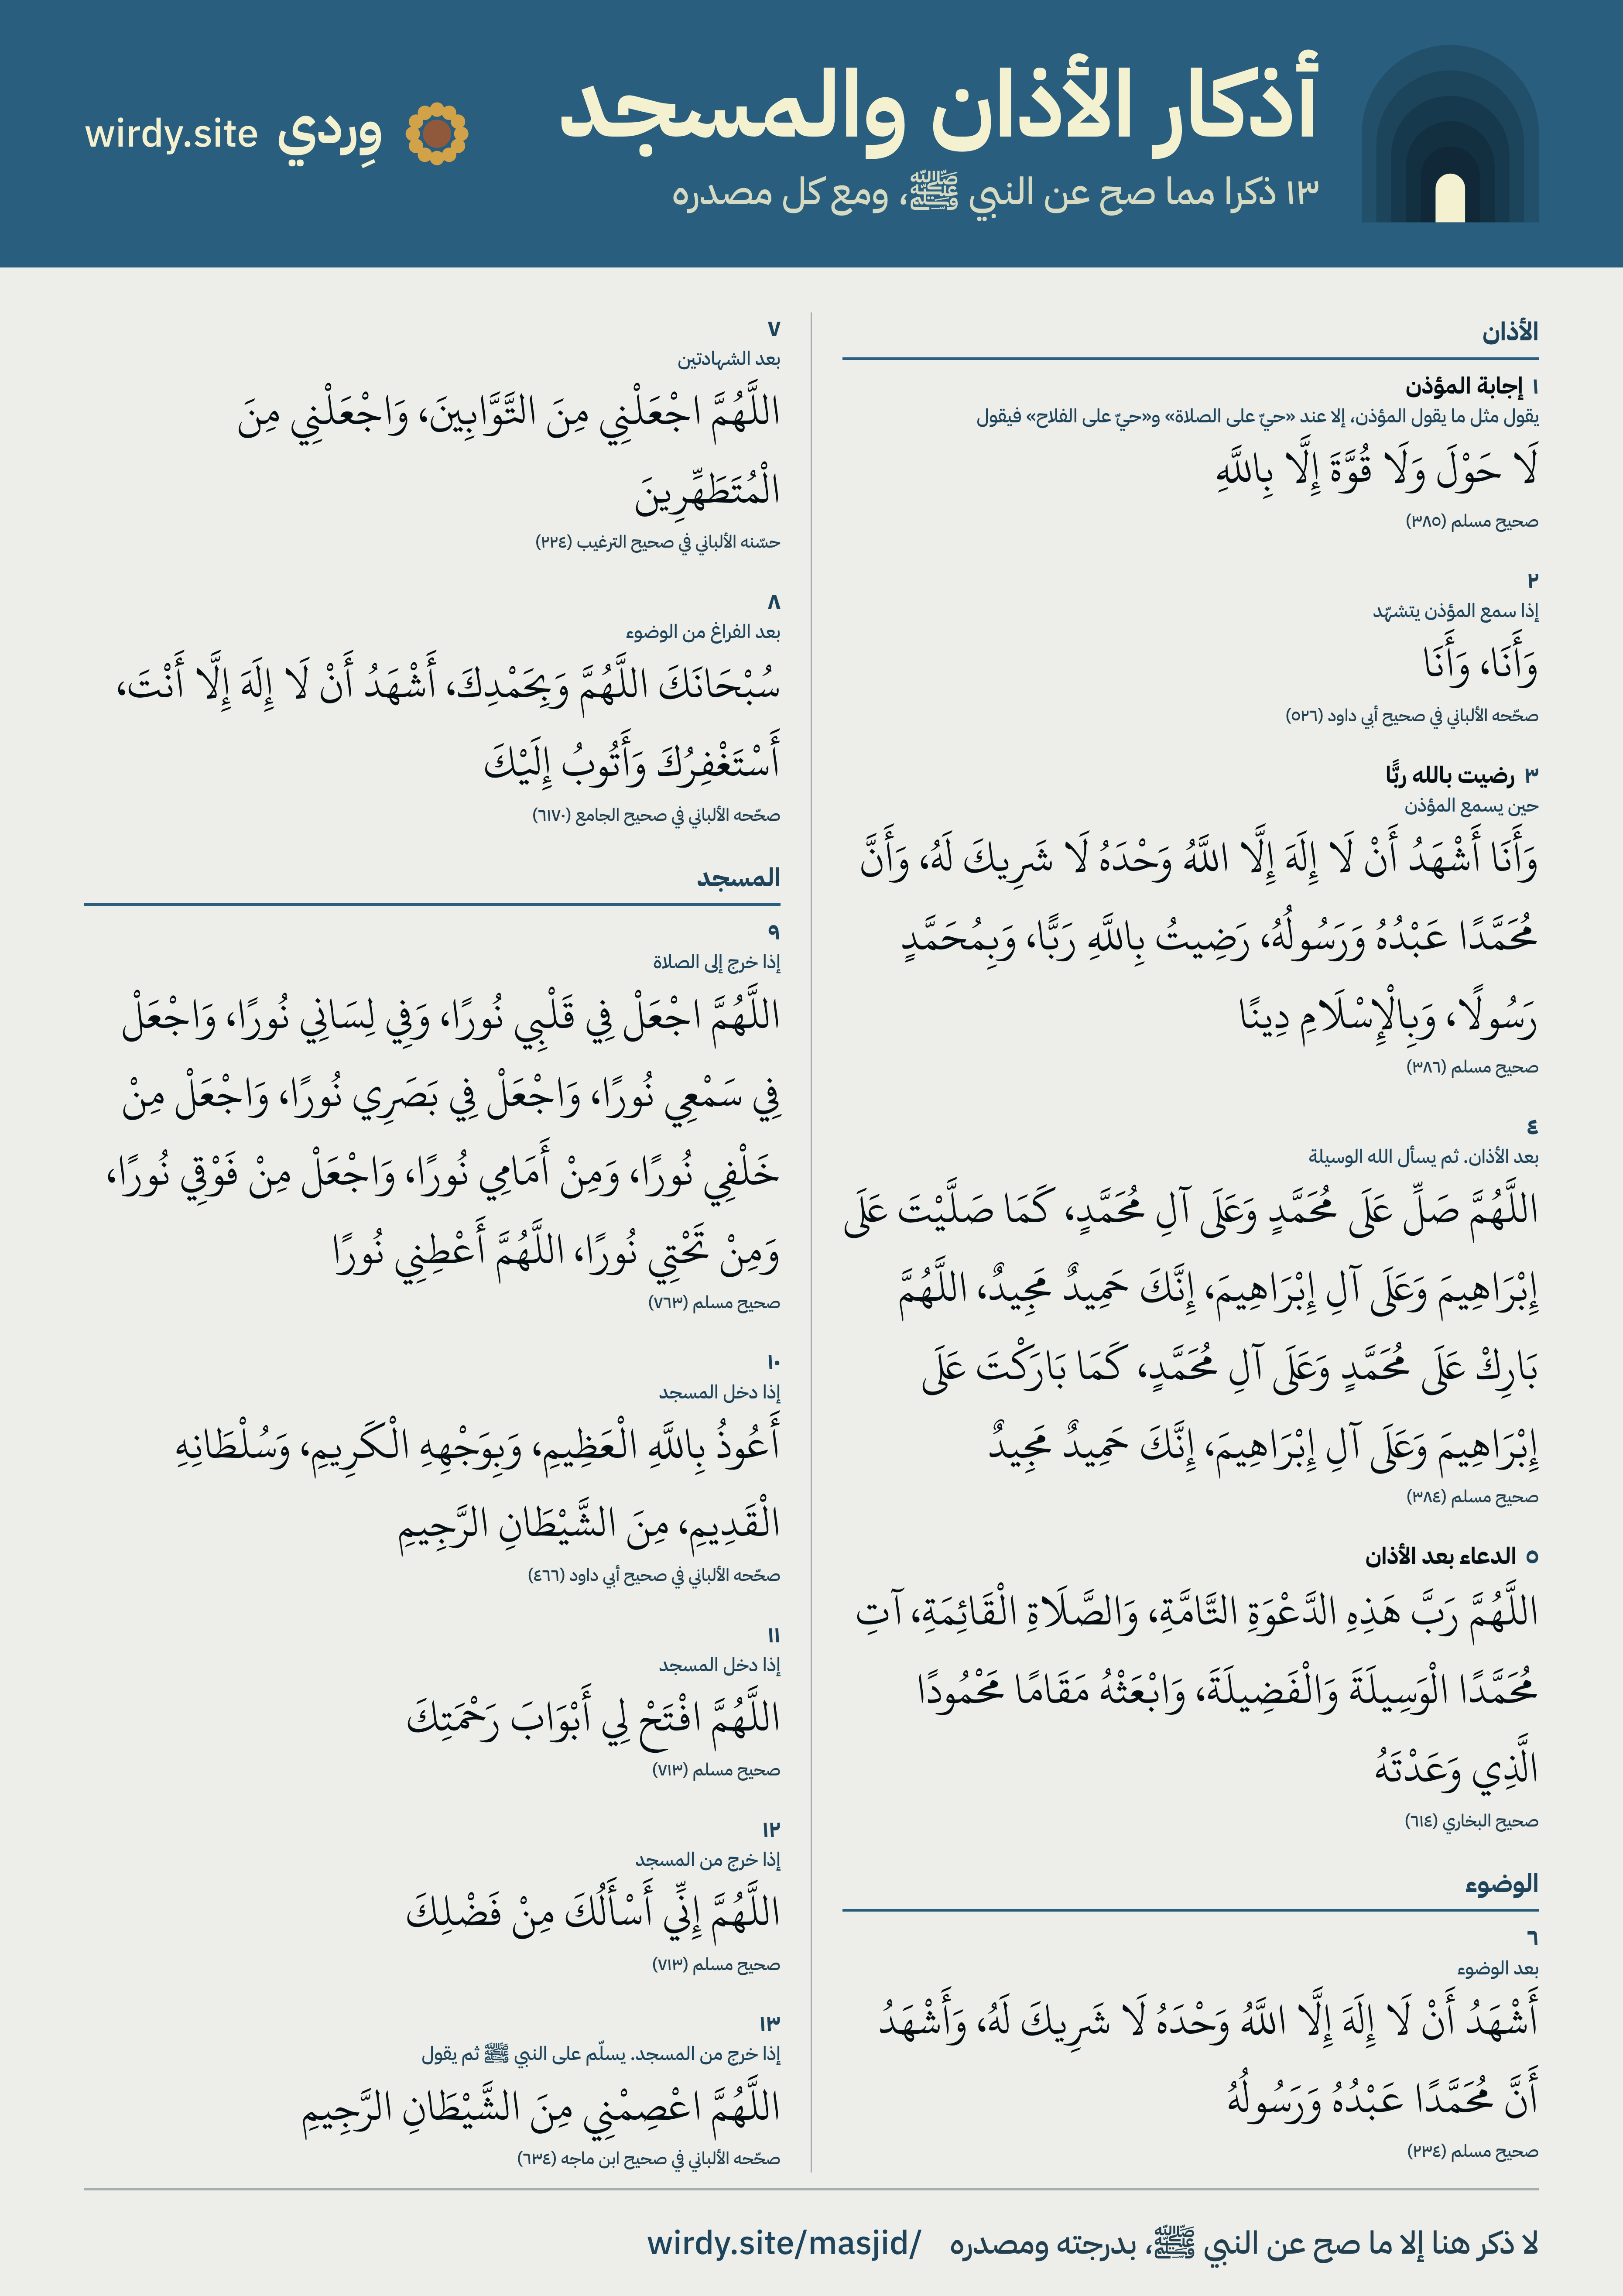 أذكار الأذان والمسجد
١٣ ذكرا مما صح عن النبي ﷺ، ومع كل مصدره
وِردي wirdy.site
الأذان
١ إجابة المؤذن
يقول مثل ما يقول المؤذن، إلا عند «حيّ على الصلاة» و«حيّ على الفلاح» فيقول
لَا حَوْلَ وَلَا قُوَّةَ إِلَّا بِاللَّهِ
صحيح مسلم (٣٨٥)
٢
إذا سمع المؤذن يتشهّد
وَأَنَا، وَأَنَا
صحّحه الألباني في صحيح أبي داود (٥٢٦)
٣ رضيت بالله ربًّا
حين يسمع المؤذن
وَأَنَا أَشْهَدُ أَنْ لَا إِلَهَ إِلَّا اللَّهُ وَحْدَهُ لَا شَرِيكَ لَهُ، وَأَنَّ
مُحَمَّدًا عَبْدُهُ وَرَسُولُهُ، رَضِيتُ بِاللَّهِ رَبًّا، وَبِمُحَمَّدٍ
رَسُولًا، وَبِالْإِسْلَامِ دِينًا
صحيح مسلم (٣٨٦)
٤
بعد الأذان. ثم يسأل الله الوسيلة
اللَّهُمَّ صَلِّ عَلَى مُحَمَّدٍ وَعَلَى آلِ مُحَمَّدٍ، كَمَا صَلَّيْتَ عَلَى
إِبْرَاهِيمَ وَعَلَى آلِ إِبْرَاهِيمَ، إِنَّكَ حَمِيدٌ مَجِيدٌ، اللَّهُمَّ
بَارِكْ عَلَى مُحَمَّدٍ وَعَلَى آلِ مُحَمَّدٍ، كَمَا بَارَكْتَ عَلَى
إِبْرَاهِيمَ وَعَلَى آلِ إِبْرَاهِيمَ، إِنَّكَ حَمِيدٌ مَجِيدٌ
صحيح مسلم (٣٨٤)
٥ الدعاء بعد الأذان
اللَّهُمَّ رَبَّ هَذِهِ الدَّعْوَةِ التَّامَّةِ، وَالصَّلَاةِ الْقَائِمَةِ، آتِ
مُحَمَّدًا الْوَسِيلَةَ وَالْفَضِيلَةَ، وَابْعَثْهُ مَقَامًا مَحْمُودًا
الَّذِي وَعَدْتَهُ
صحيح البخاري (٦١٤)
الوضوء
٦
بعد الوضوء
أَشْهَدُ أَنْ لَا إِلَهَ إِلَّا اللَّهُ وَحْدَهُ لَا شَرِيكَ لَهُ، وَأَشْهَدُ
أَنَّ مُحَمَّدًا عَبْدُهُ وَرَسُولُهُ
صحيح مسلم (٢٣٤)
٧
بعد الشهادتين
اللَّهُمَّ اجْعَلْنِي مِنَ التَّوَّابِينَ، وَاجْعَلْنِي مِنَ
الْمُتَطَهِّرِينَ
حسّنه الألباني في صحيح الترغيب (٢٢٤)
٨
بعد الفراغ من الوضوء
سُبْحَانَكَ اللَّهُمَّ وَبِحَمْدِكَ، أَشْهَدُ أَنْ لَا إِلَهَ إِلَّا أَنْتَ،
أَسْتَغْفِرُكَ وَأَتُوبُ إِلَيْكَ
صحّحه الألباني في صحيح الجامع (٦١٧٠)
المسجد
٩
إذا خرج إلى الصلاة
اللَّهُمَّ اجْعَلْ فِي قَلْبِي نُورًا، وَفِي لِسَانِي نُورًا، وَاجْعَلْ
فِي سَمْعِي نُورًا، وَاجْعَلْ فِي بَصَرِي نُورًا، وَاجْعَلْ مِنْ
خَلْفِي نُورًا، وَمِنْ أَمَامِي نُورًا، وَاجْعَلْ مِنْ فَوْقِي نُورًا،
وَمِنْ تَحْتِي نُورًا، اللَّهُمَّ أَعْطِنِي نُورًا
صحيح مسلم (٧٦٣)
١٠
إذا دخل المسجد
أَعُوذُ بِاللَّهِ الْعَظِيمِ، وَبِوَجْهِهِ الْكَرِيمِ، وَسُلْطَانِهِ
الْقَدِيمِ، مِنَ الشَّيْطَانِ الرَّجِيمِ
صحّحه الألباني في صحيح أبي داود (٤٦٦)
١١
إذا دخل المسجد
اللَّهُمَّ افْتَحْ لِي أَبْوَابَ رَحْمَتِكَ
صحيح مسلم (٧١٣)
١٢
إذا خرج من المسجد
اللَّهُمَّ إِنِّي أَسْأَلُكَ مِنْ فَضْلِكَ
صحيح مسلم (٧١٣)
١٣
إذا خرج من المسجد. يسلّم على النبي ﷺ ثم يقول
اللَّهُمَّ اعْصِمْنِي مِنَ الشَّيْطَانِ الرَّجِيمِ
صحّحه الألباني في صحيح ابن ماجه (٦٣٤)
لا ذكر هنا إلا ما صح عن النبي ﷺ، بدرجته ومصدره wirdy.site/masjid/